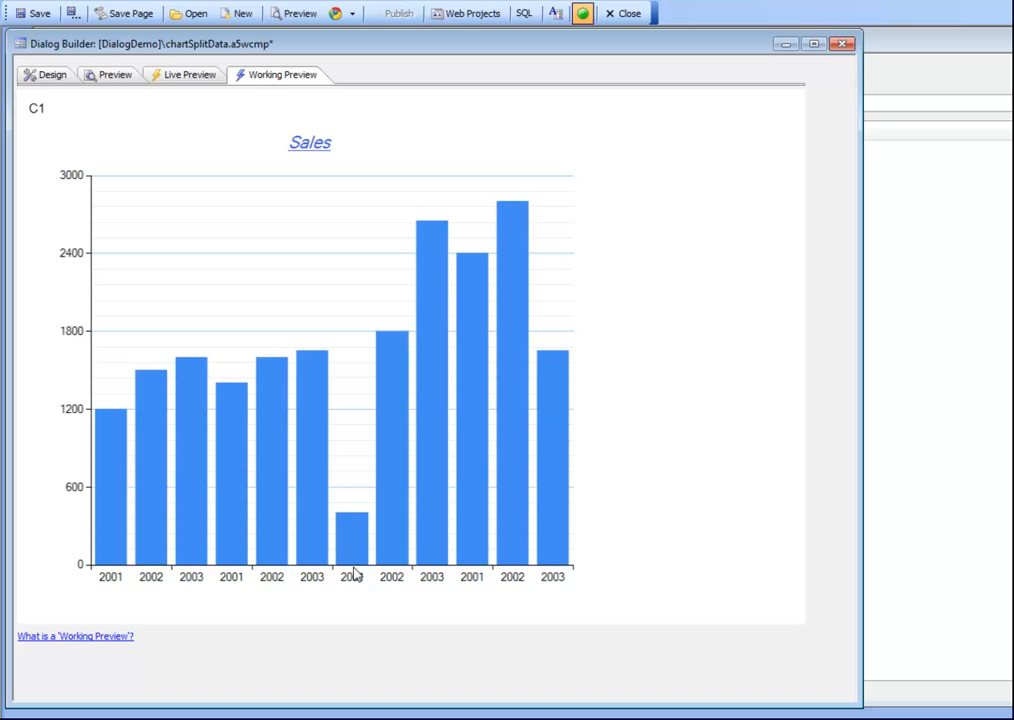 Save Save Page Open New Preview Publish Web Projects SQL Close
Dialog Builder: [DialogDemo]\chartSplitData.a5wcmp*
Design Preview Live Preview Working Preview
C1
Sales
3000
2400
1800
1200
600
0
2001 2002 2003 2001 2002 2003 2002 2003 2001 2002 2003
What is a 'Working Preview'?